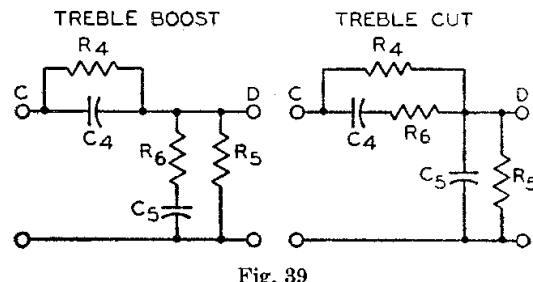 TREBLE BOOST
TREBLE CUT
R4
C
C4
D
R6
R5
C5
R4
C
C4
R6
D
C5
R5
Fig. 39